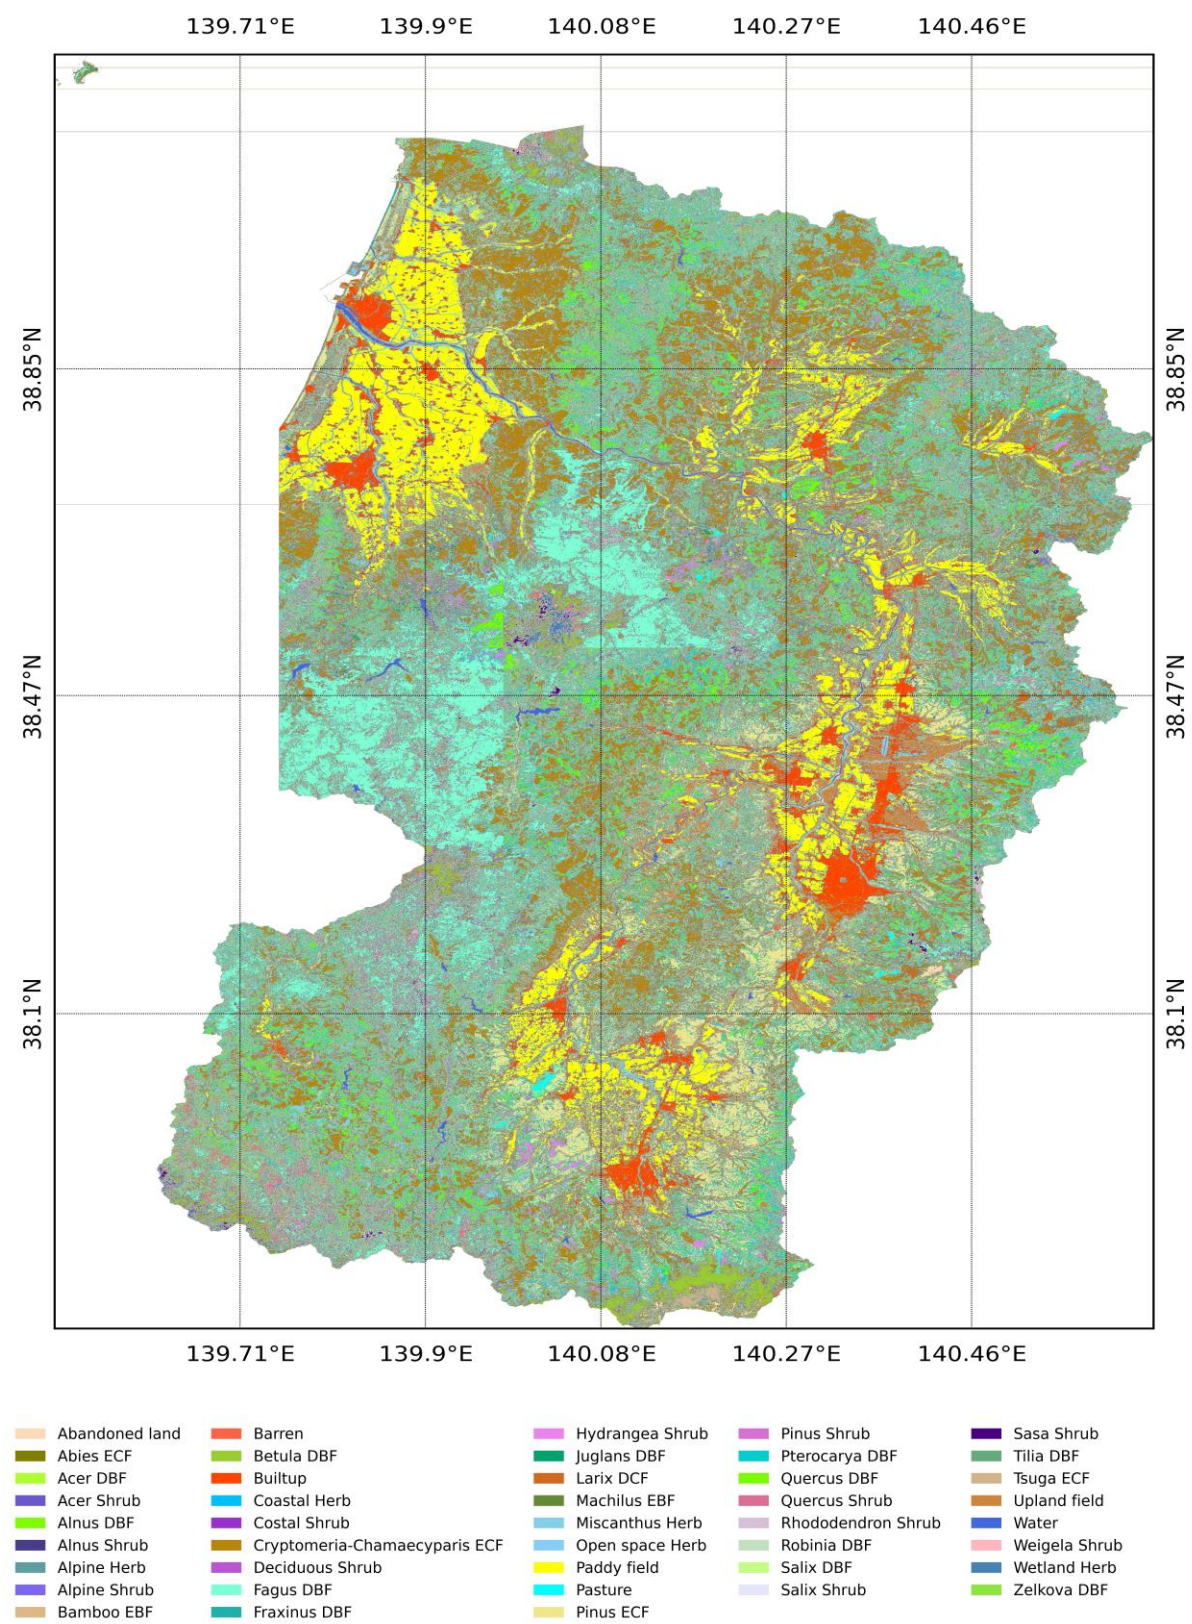 139.71°E 139.9°E 140.08°E 140.27°E 140.46°E
38.85°N 38.85°N
38.47°N 38.47°N
38.1°N 38.1°N
139.71°E 139.9°E 140.08°E 140.27°E 140.46°E
Abandoned land
Abies ECF
Acer DBF
Acer Shrub
Alnus DBF
Alnus Shrub
Alpine Herb
Alpine Shrub
Bamboo EBF
Barren
Betula DBF
Builtup
Coastal Herb
Costal Shrub
Cryptomeria-Chamaecyparis ECF
Deciduous Shrub
Fagus DBF
Fraxinus DBF
Hydrangea Shrub
Juglans DBF
Larix DCF
Machilus EBF
Miscanthus Herb
Open space Herb
Paddy field
Pasture
Pinus ECF
Pinus Shrub
Pterocarya DBF
Quercus DBF
Quercus Shrub
Rhododendron Shrub
Robinia DBF
Salix DBF
Salix Shrub
Sasa Shrub
Tilia DBF
Tsuga ECF
Upland field
Water
Weigela Shrub
Wetland Herb
Zelkova DBF